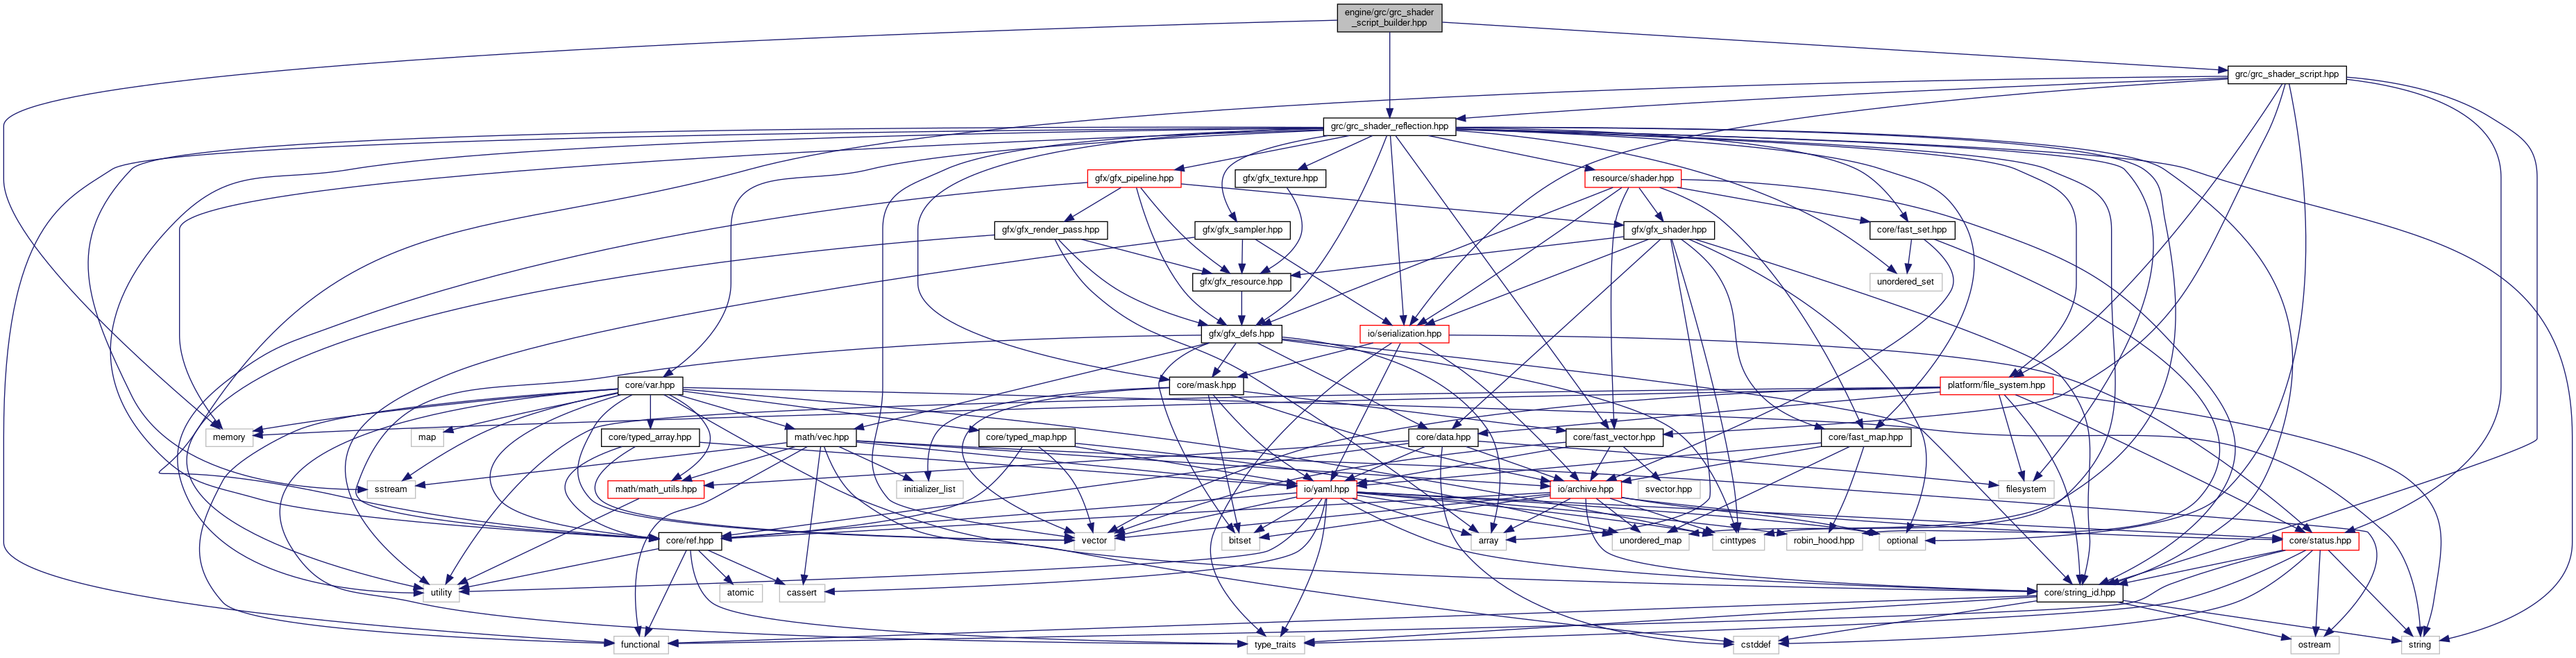 engine/grc/grc_shader
_script_builder.hpp
grc/grc_shader_script.hpp
grc/grc_shader_reflection.hpp
gfx/gfx_pipeline.hpp
gfx/gfx_texture.hpp
resource/shader.hpp
gfx/gfx_render_pass.hpp
gfx/gfx_sampler.hpp
gfx/gfx_shader.hpp
core/fast_set.hpp
gfx/gfx_resource.hpp
unordered_set
gfx/gfx_defs.hpp
io/serialization.hpp
core/var.hpp
core/mask.hpp
platform/file_system.hpp
memory
map
core/typed_array.hpp
math/vec.hpp
core/typed_map.hpp
core/data.hpp
core/fast_vector.hpp
core/fast_map.hpp
sstream
math/math_utils.hpp
initializer_list
io/yaml.hpp
io/archive.hpp
svector.hpp
filesystem
core/ref.hpp
vector
bitset
array
unordered_map
cinttypes
robin_hood.hpp
optional
core/status.hpp
utility
atomic
cassert
core/string_id.hpp
functional
type_traits
cstddef
ostream
string